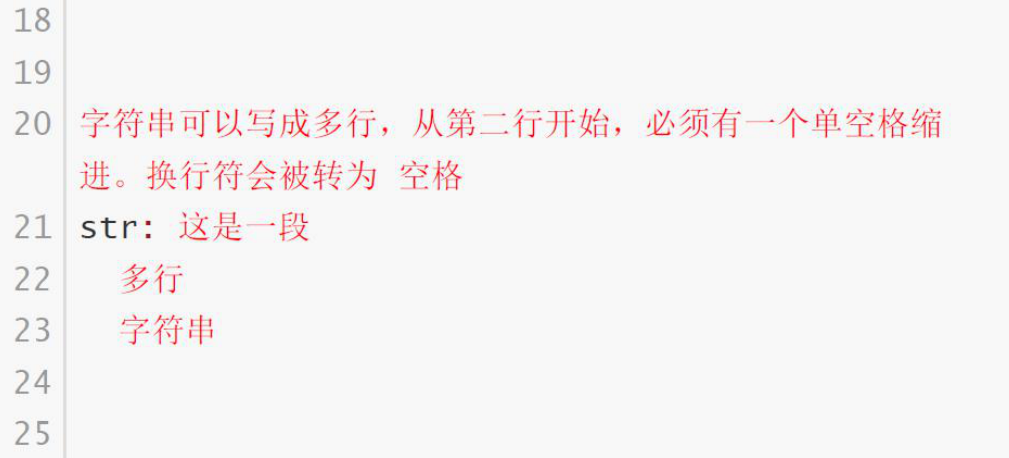 18
19
20 字符串可以写成多行，从第二行开始，必须有一个单空格缩
进。换行符会被转为 空格
21 str: 这是一段
22 多行
23 字符串
24
25